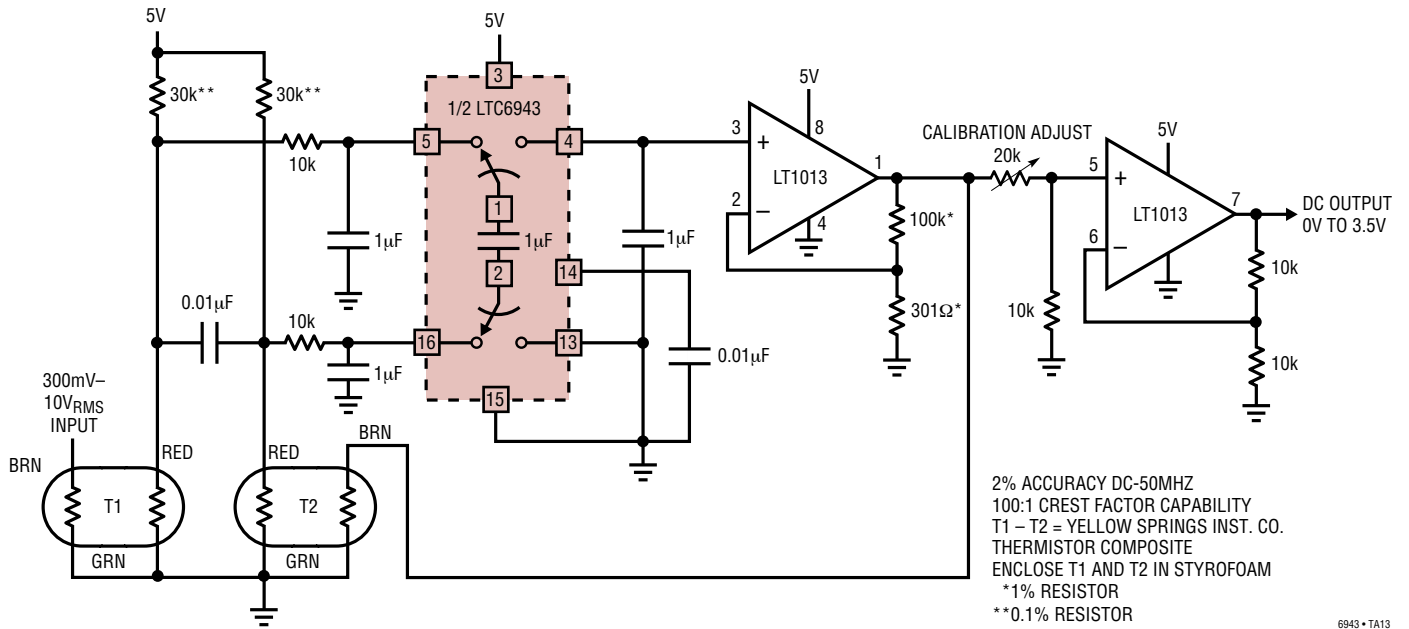 5V
30k**
30k**
10k
1µF
0.01µF
10k
1µF
300mV–
10VRMS
INPUT
BRN
RED
T1
GRN
RED
T2
GRN
BRN
5V
3
1/2 LTC6943
5
4
1
1µF
2
14
16
13
15
1µF
0.01µF
5V
3
+
8
LT1013
1
2
–
4
100k*
301Ω*
CALIBRATION ADJUST
20k
10k
5V
5
+
LT1013
7
6
–
DC OUTPUT
0V TO 3.5V
10k
10k
2% ACCURACY DC-50MHZ
100:1 CREST FACTOR CAPABILITY
T1 – T2 = YELLOW SPRINGS INST. CO.
THERMISTOR COMPOSITE
ENCLOSE T1 AND T2 IN STYROFOAM
*1% RESISTOR
**0.1% RESISTOR
6943 • TA13